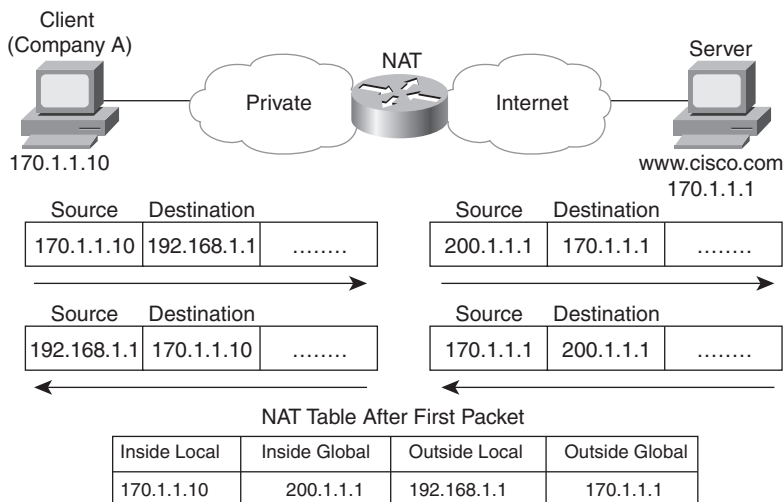 Client
(Company A)
NAT
Server
Private
Internet
170.1.1.10
www.cisco.com
170.1.1.1
Source Destination
Source Destination
170.1.1.10 192.168.1.1 ........
200.1.1.1 170.1.1.1 ........
Source Destination
Source Destination
192.168.1.1 170.1.1.10 ........
170.1.1.1 200.1.1.1 ........
NAT Table After First Packet
Inside Local Inside Global Outside Local Outside Global
170.1.1.10 200.1.1.1 192.168.1.1 170.1.1.1